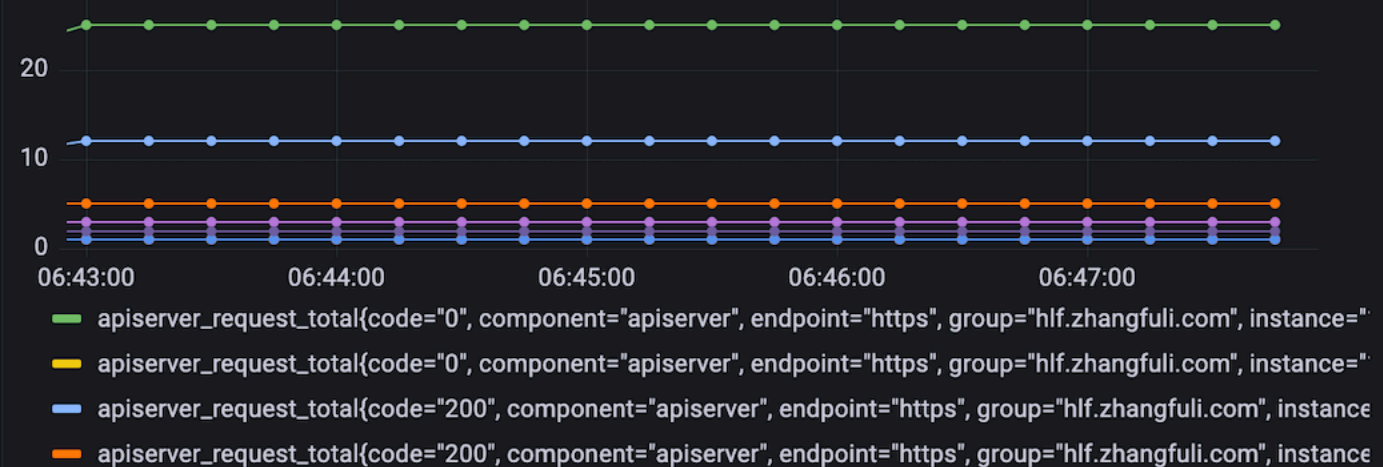 20
10
0
06:43:00 06:44:00 06:45:00 06:46:00 06:47:00
apiserver_request_total{code="0", component="apiserver", endpoint="https", group="hlf.zhangfuli.com", instance="
apiserver_request_total{code="0", component="apiserver", endpoint="https", group="hlf.zhangfuli.com", instance="
apiserver_request_total{code="200", component="apiserver", endpoint="https", group="hlf.zhangfuli.com", instance
apiserver_request_total{code="200", component="apiserver", endpoint="https", group="hlf.zhangfuli.com", instance